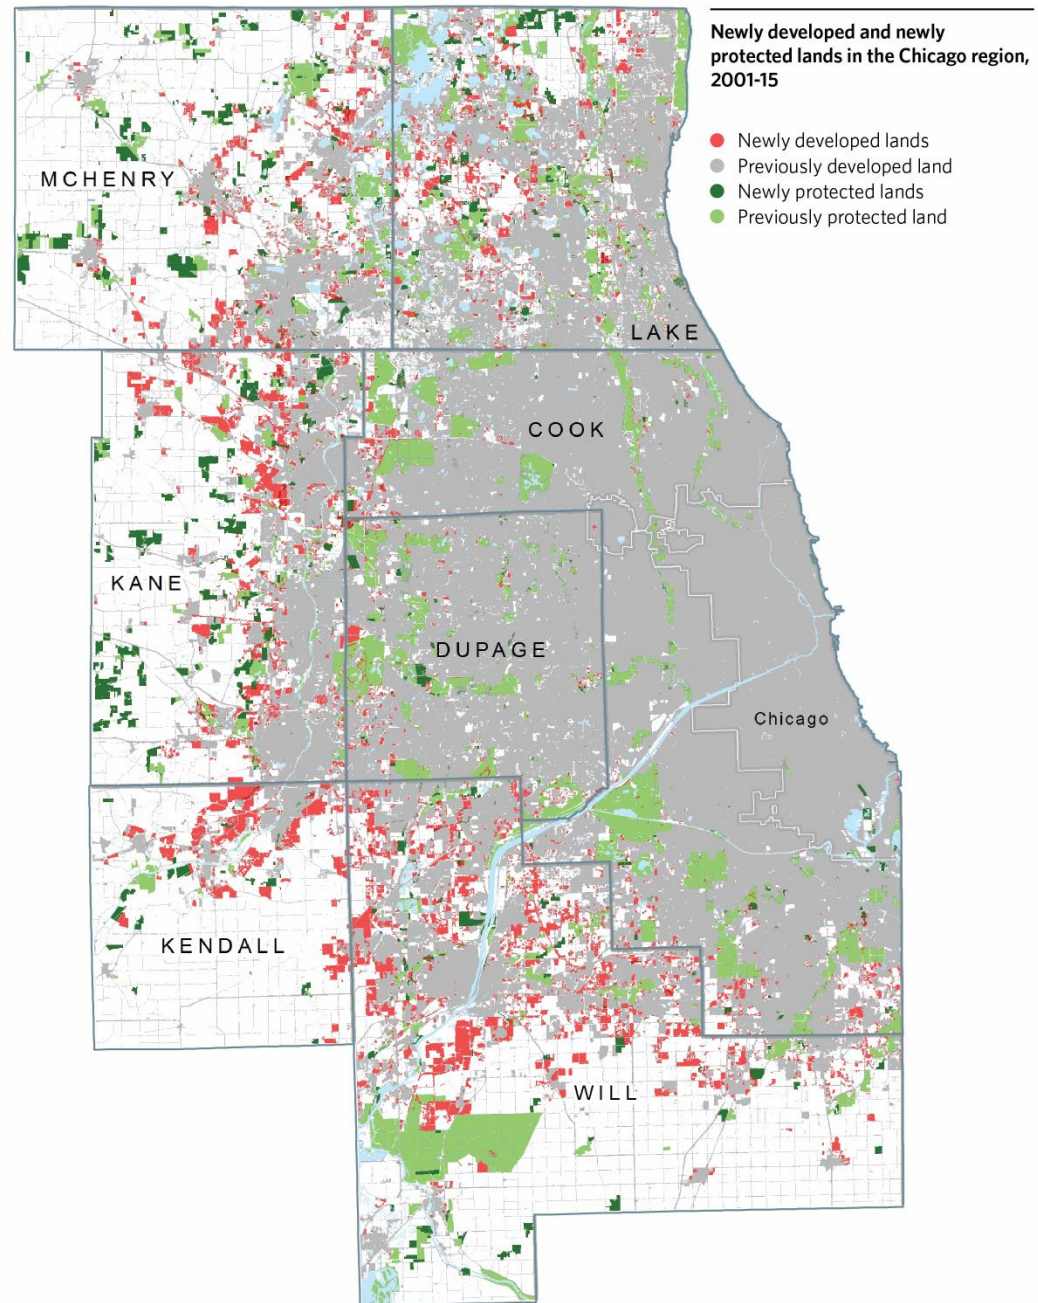 Newly developed and newly
protected lands in the Chicago region,
2001-15
Newly developed lands
Previously developed land
Newly protected lands
Previously protected land
MCHENRY
LAKE
COOK
KANE
DUPAGE
Chicago
KENDALL
WILL